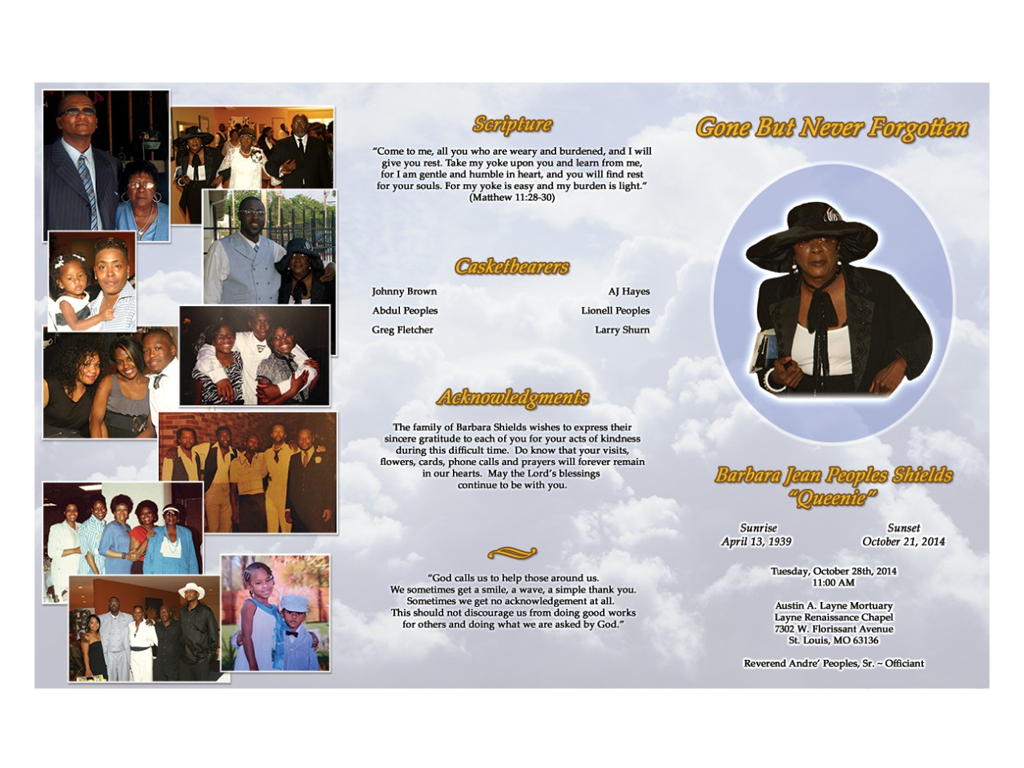 Scripture
“Come to me, all you who are weary and burdened, and I will
give you rest. Take my yoke upon you and learn from me,
for I am gentle and humble in heart, and you will find rest
for your souls. For my yoke is easy and my burden is light.”
(Matthew 11:28-30)
Casketbearers
Johnny Brown AJ Hayes
Abdul Peoples Lionell Peoples
Greg Fletcher Larry Shurn
Acknowledgments
The family of Barbara Shields wishes to express their
sincere gratitude to each of you for your acts of kindness
during this difficult time. Do know that your visits,
flowers, cards, phone calls and prayers will forever remain
in our hearts. May the Lord’s blessings
continue to be with you.
“God calls us to help those around us.
We sometimes get a smile, a wave, a simple thank you.
Sometimes we get no acknowledgement at all.
This should not discourage us from doing good works
for others and doing what we are asked by God.”
Gone But Never Forgotten
Barbara Jean Peoples Shields
“Queenie”
Sunrise Sunset
April 13, 1939 October 21, 2014
Tuesday, October 28th, 2014
11:00 AM
Austin A. Layne Mortuary
Layne Renaissance Chapel
7302 W. Florissant Avenue
St. Louis, MO 63136
Reverend Andre’ Peoples, Sr. ~ Officiant